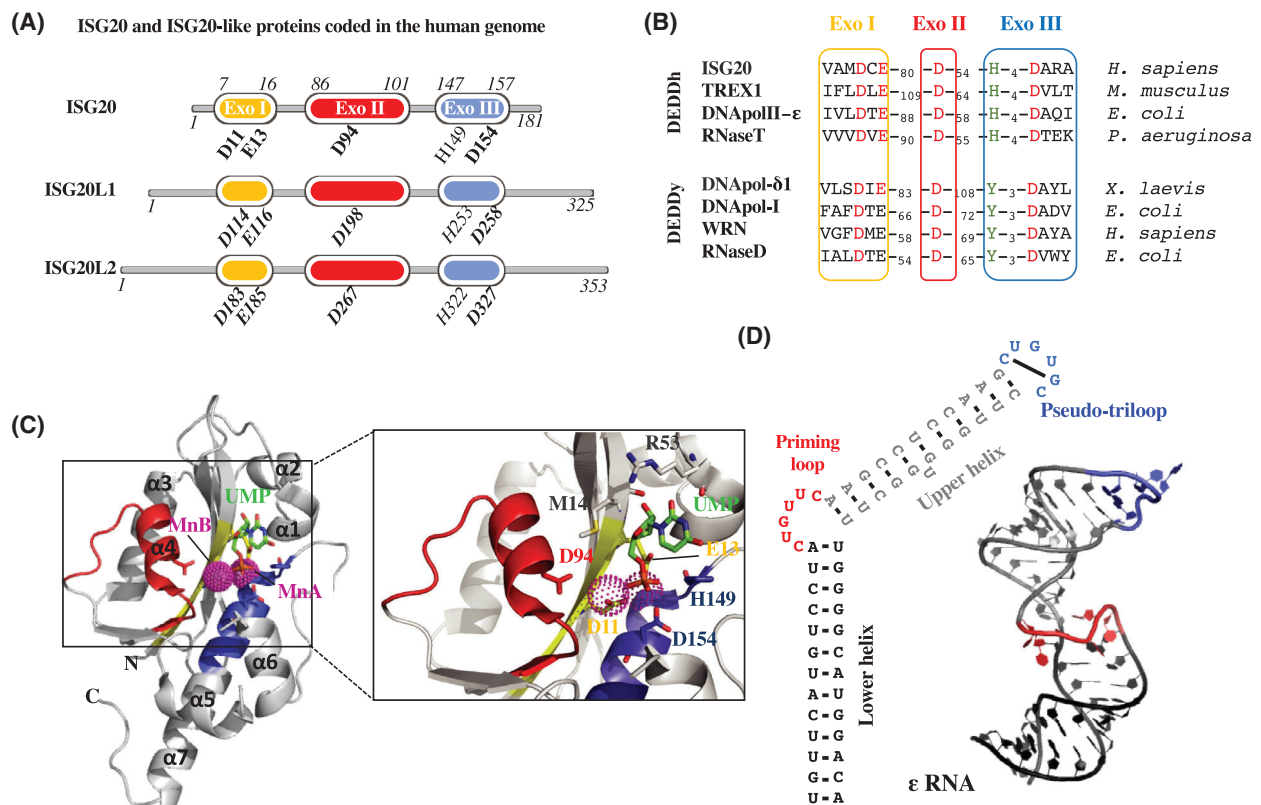 (A)
ISG20 and ISG20-like proteins coded in the human genome
7 16 86 101 147 157
ISG20
Exo I Exo II Exo III
1 181
D11 E13 D94 H149 D154
ISG20L1
1 325
D114 E116 D198 H253 D258
ISG20L2
1 353
D183 E185 D267 H322 D327
(B)
Exo I Exo II Exo III
DEDDh
ISG20 VAMDCE–80–D–54–H–4–DARA H. sapiens
TREX1 IFLDLE–109–D–64–H–4–DVLT M. musculus
DNApolII-ε IVLDTE–88–D–58–H–4–DAQI E. coli
RNaseT VVVDVE–90–D–55–H–4–DTEK P. aeruginosa
DEDDy
DNApol-δ1 VLSDIE–83–D–108–Y–3–DAYL X. laevis
DNApol-I FAFDTE–66–D–72–Y–3–DADV E. coli
WRN VGFDME–58–D–69–Y–3–DAYA H. sapiens
RNaseD IALDTE–54–D–65–Y–3–DVWY E. coli
(C)
α3
α2
UMP
MnB
α1
α4
MnA
N
α6
C
α5
α7
R53
M14
UMP
D94
E13
H149
D11
D154
(D)
C U G U G C
Pseudo-triloop
Upper helix
Priming loop
C U G U U C
A U
U G
C G
C G
U G
G C
U A
A U
C G
U G
U A
G C
U A
Lower helix
ε RNA